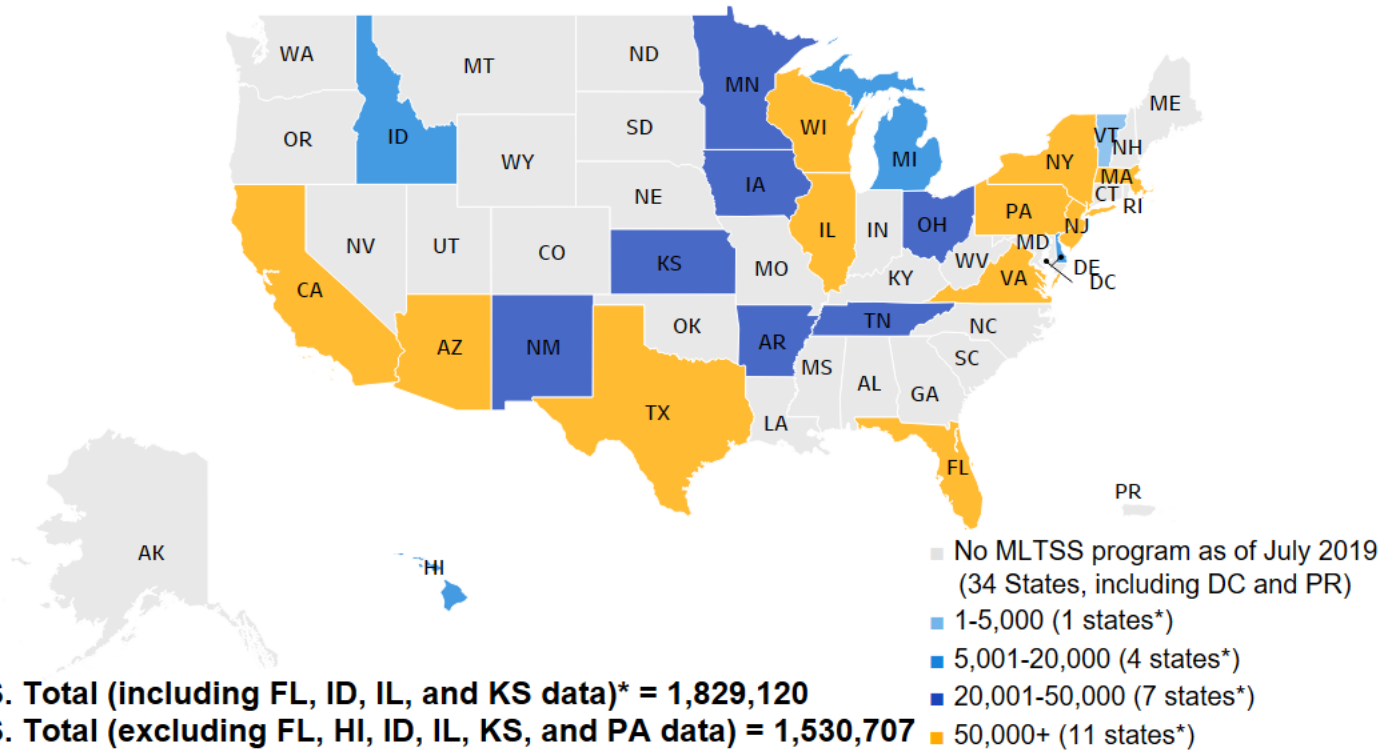 WA
MT
ND
MN
ME
OR
ID
SD
WI
MI
VT
NH
WY
NY
MA
IA
NE
CT
RI
PA
NV
UT
CO
IL
IN
OH
NJ
MD
KS
MO
WV
DE
KY
VA
DC
CA
TN
OK
NC
AZ
NM
AR
MS
SC
AL
GA
TX
LA
FL
PR
AK
HI
No MLTSS program as of July 2019
(34 States, including DC and PR)
1-5,000 (1 states*)
5,001-20,000 (4 states*)
20,001-50,000 (7 states*)
50,000+ (11 states*)
S. Total (including FL, ID, IL, and KS data)* = 1,829,120
S. Total (excluding FL, HI, ID, IL, KS, and PA data) = 1,530,707